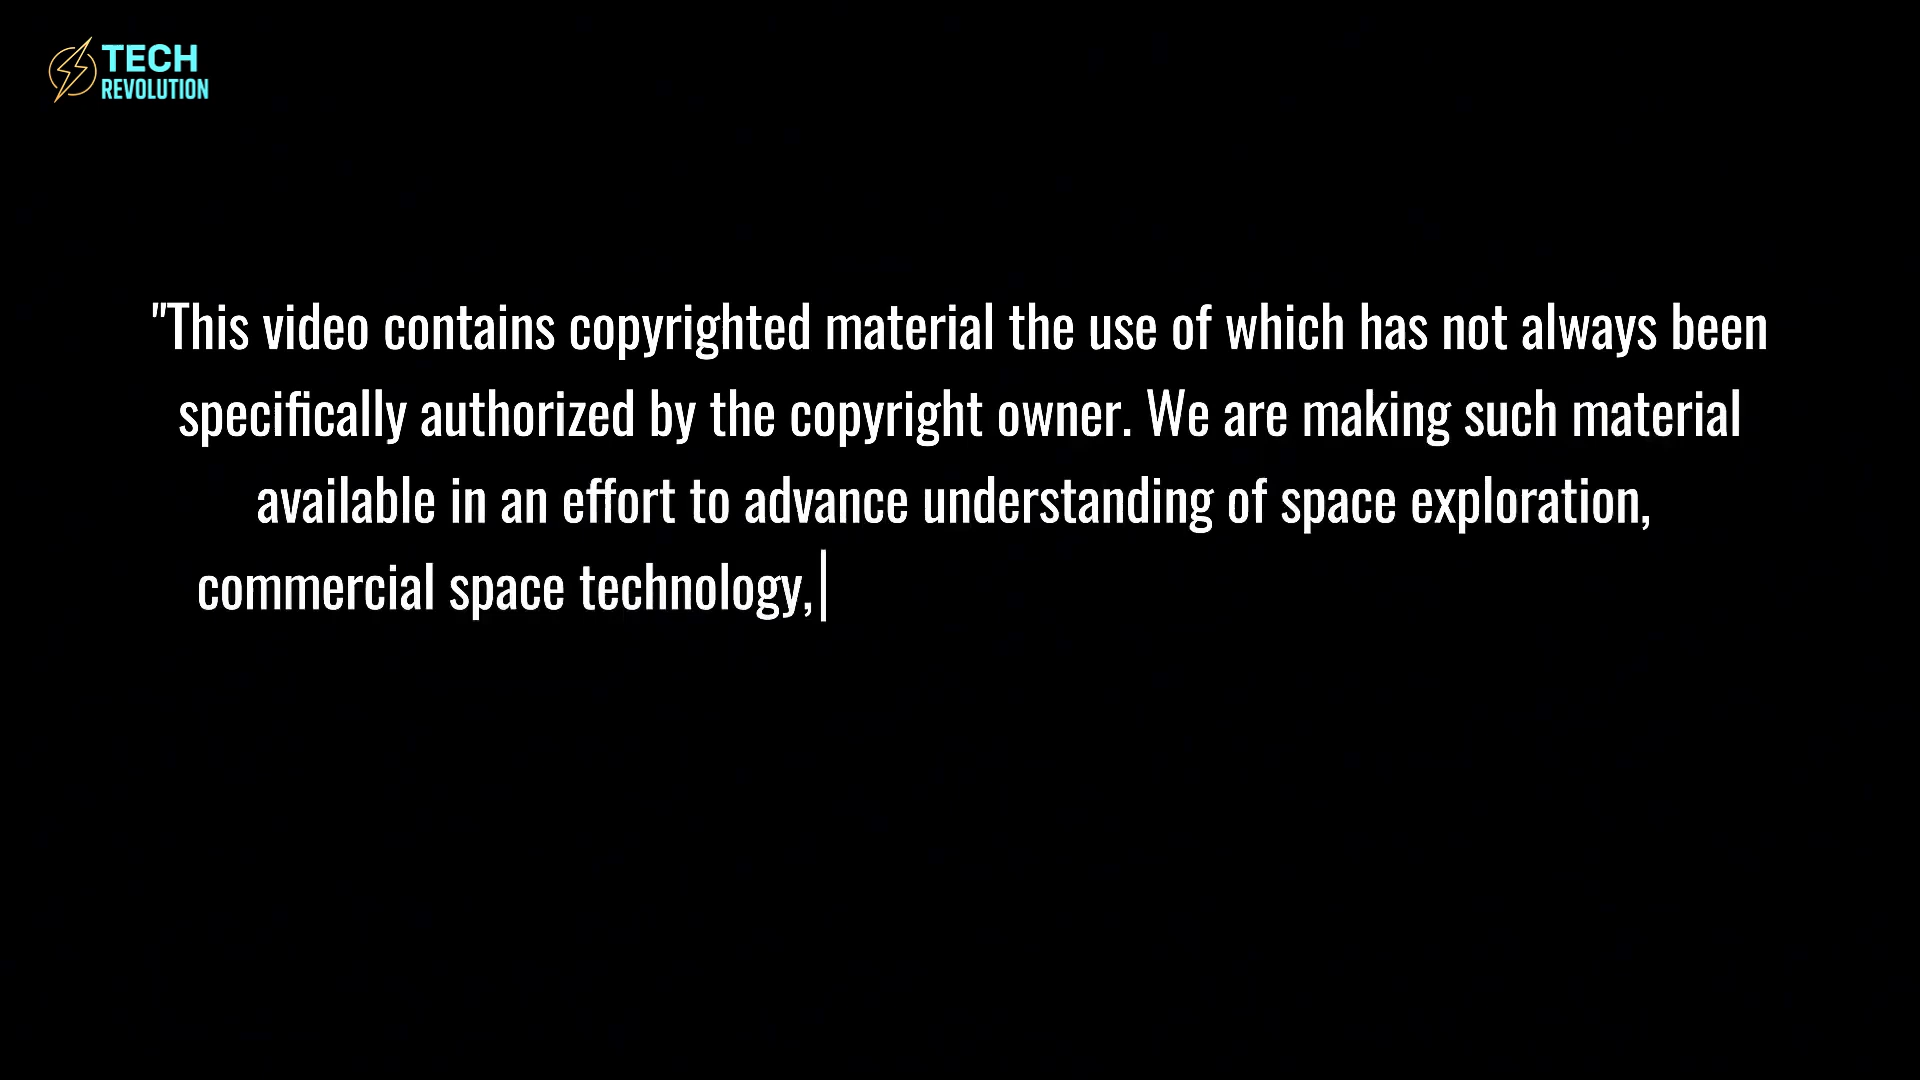 TECH
REVOLUTION
"This video contains copyrighted material the use of which has not always been
specifically authorized by the copyright owner. We are making such material
available in an effort to advance understanding of space exploration,
commercial space technology,